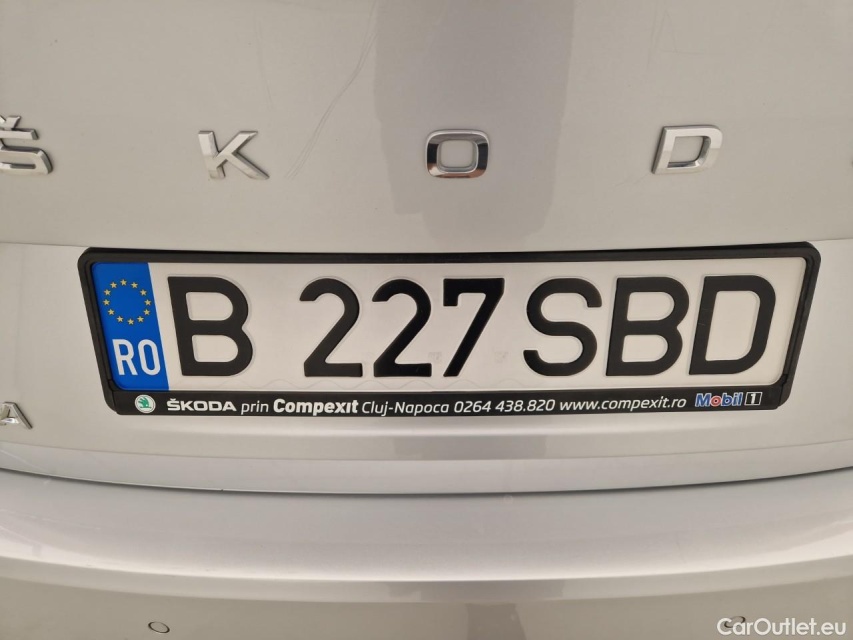 ŠKOD
RO B 227 SBD
A
ŠKODA prin Compexit Cluj-Napoca 0264 438.820 www.compexit.ro Mobil 1
CarOutlet.eu